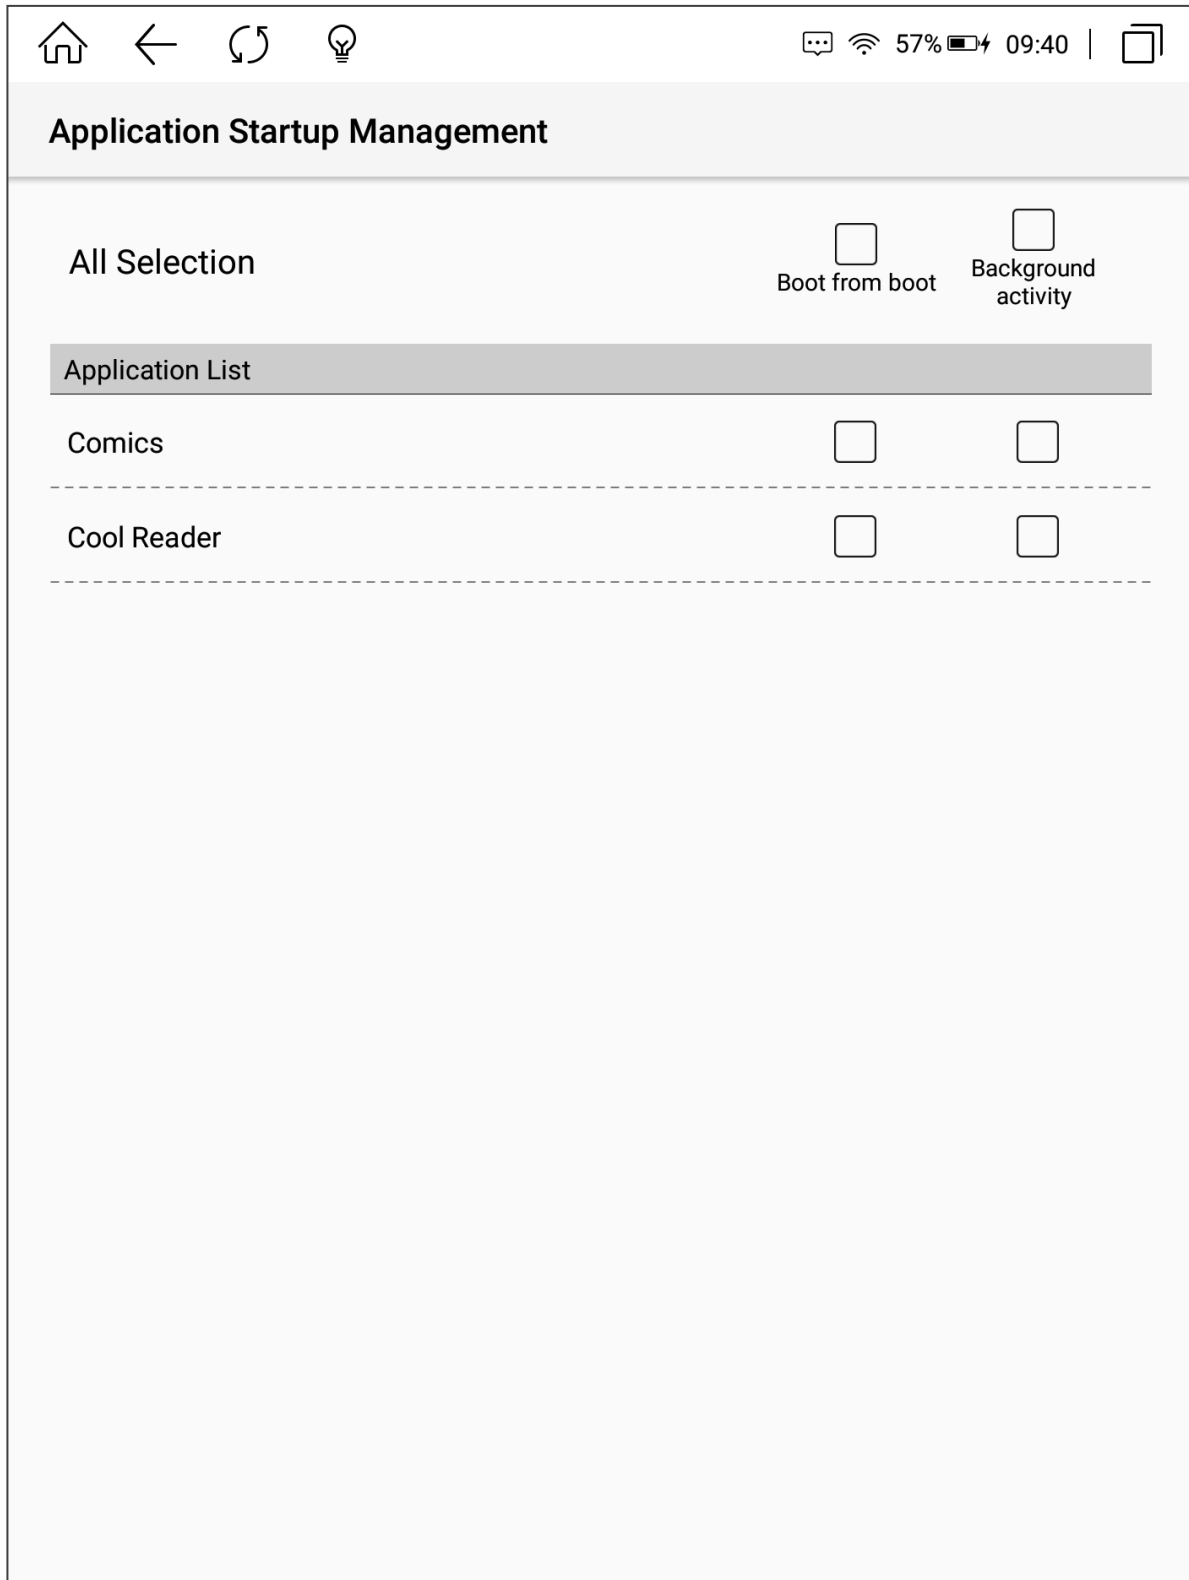 57% 09:40
Application Startup Management
All Selection
Boot from boot
Background
activity
Application List
Comics
Cool Reader